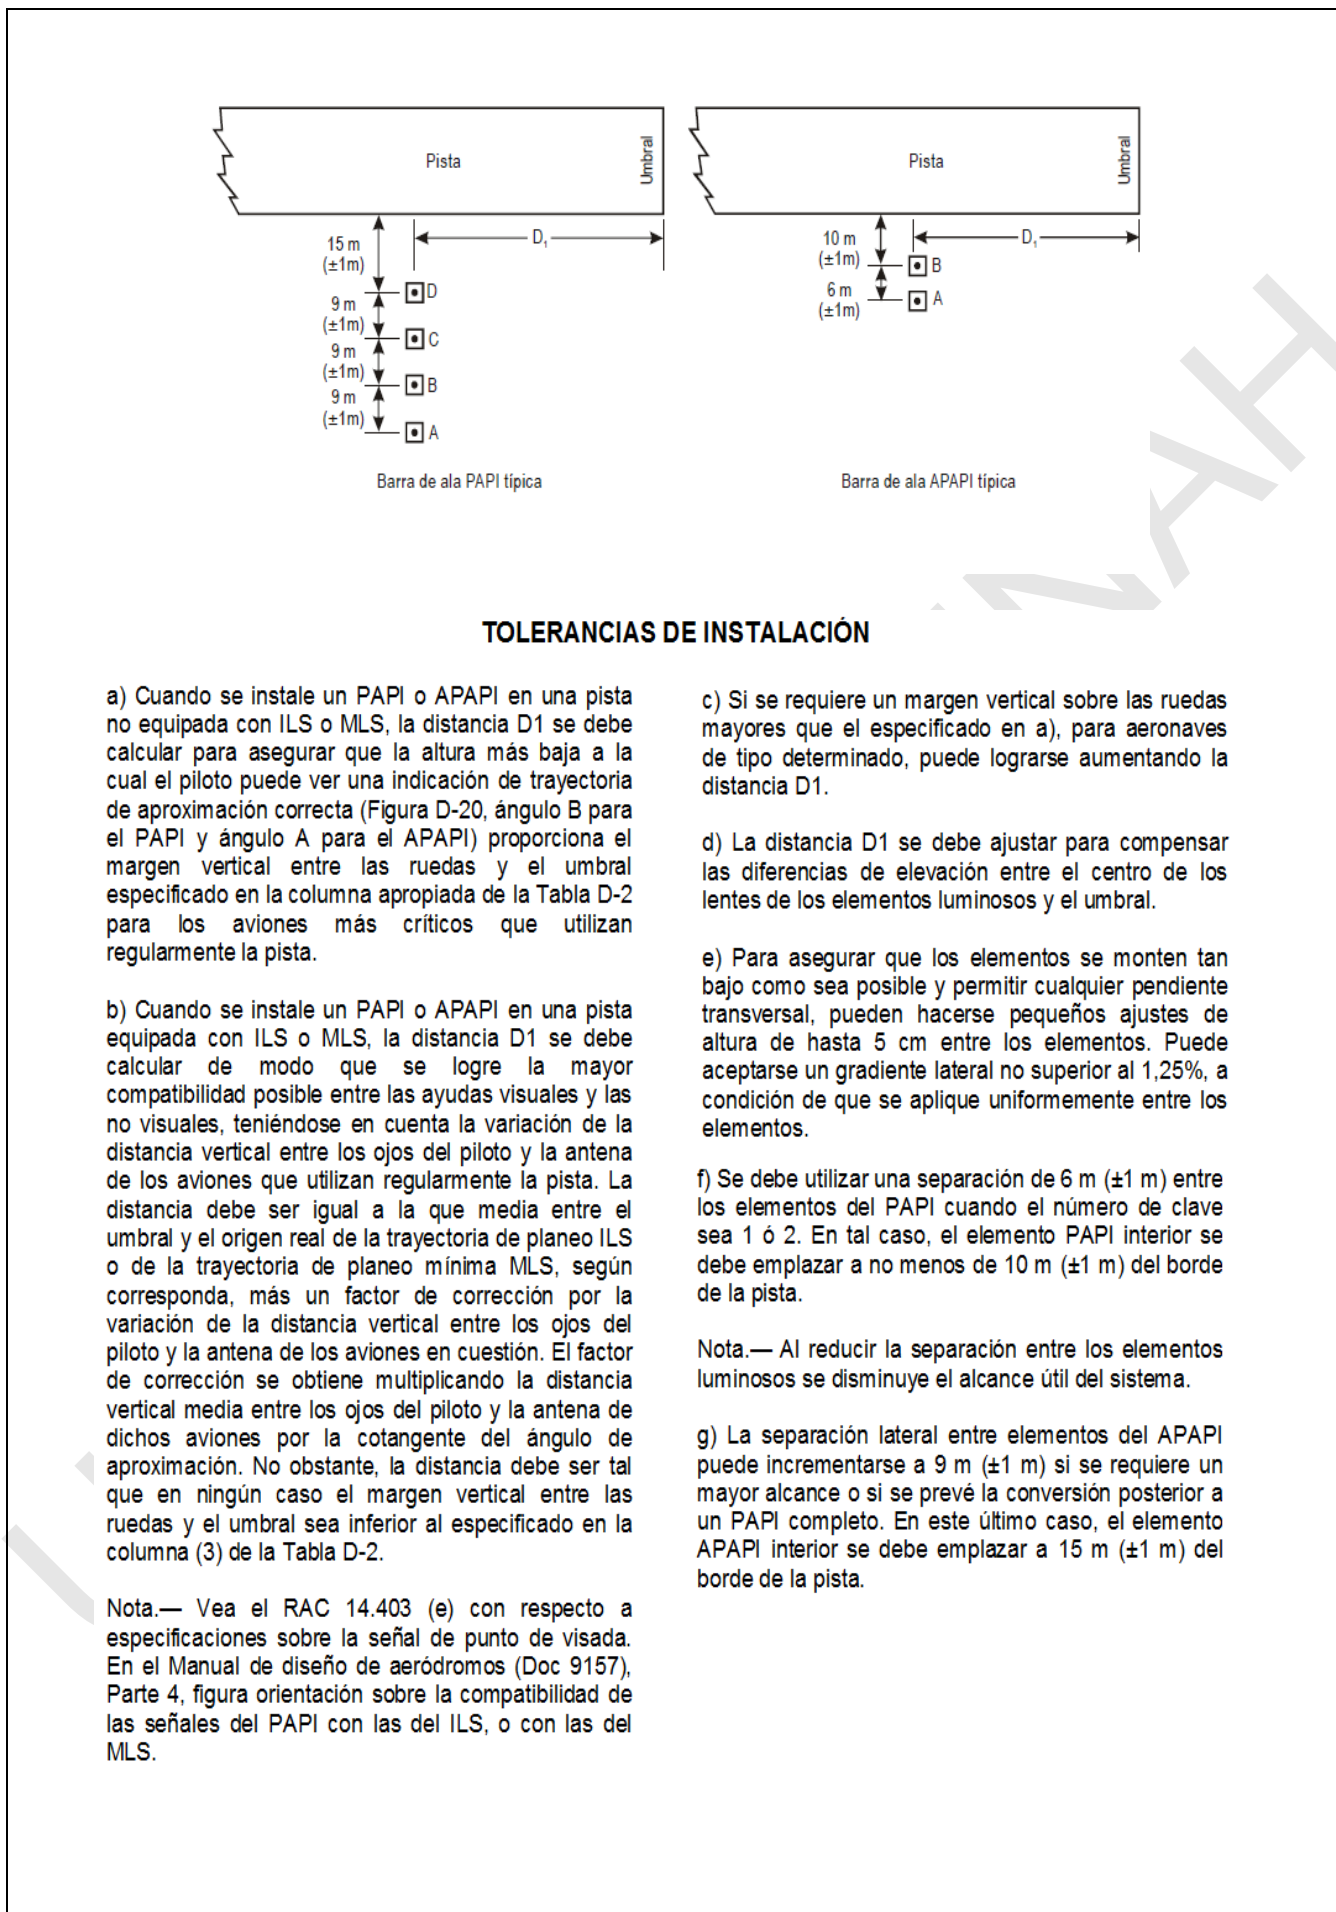 Pista
Umbral
15 m
(±1m)
D₁
D
9 m
(±1m)
C
9 m
(±1m)
B
9 m
(±1m)
A
Barra de ala PAPI típica
Pista
Umbral
10 m
(±1m)
D₁
B
6 m
(±1m)
A
Barra de ala APAPI típica
TOLERANCIAS DE INSTALACIÓN
a) Cuando se instale un PAPI o APAPI en una pista
no equipada con ILS o MLS, la distancia D1 se debe
calcular para asegurar que la altura más baja a la
cual el piloto puede ver una indicación de trayectoria
de aproximación correcta (Figura D-20, ángulo B para
el PAPI y ángulo A para el APAPI) proporciona el
margen vertical entre las ruedas y el umbral
especificado en la columna apropiada de la Tabla D-2
para los aviones más críticos que utilizan
regularmente la pista.
b) Cuando se instale un PAPI o APAPI en una pista
equipada con ILS o MLS, la distancia D1 se debe
calcular de modo que se logre la mayor
compatibilidad posible entre las ayudas visuales y las
no visuales, teniéndose en cuenta la variación de la
distancia vertical entre los ojos del piloto y la antena
de los aviones que utilizan regularmente la pista. La
distancia debe ser igual a la que media entre el
umbral y el origen real de la trayectoria de planeo ILS
o de la trayectoria de planeo mínima MLS, según
corresponda, más un factor de corrección por la
variación de la distancia vertical entre los ojos del
piloto y la antena de los aviones en cuestión. El factor
de corrección se obtiene multiplicando la distancia
vertical media entre los ojos del piloto y la antena de
dichos aviones por la cotangente del ángulo de
aproximación. No obstante, la distancia debe ser tal
que en ningún caso el margen vertical entre las
ruedas y el umbral sea inferior al especificado en la
columna (3) de la Tabla D-2.
Nota.— Vea el RAC 14.403 (e) con respecto a
especificaciones sobre la señal de punto de visada.
En el Manual de diseño de aeródromos (Doc 9157),
Parte 4, figura orientación sobre la compatibilidad de
las señales del PAPI con las del ILS, o con las del
MLS.
c) Si se requiere un margen vertical sobre las ruedas
mayores que el especificado en a), para aeronaves
de tipo determinado, puede lograrse aumentando la
distancia D1.
d) La distancia D1 se debe ajustar para compensar
las diferencias de elevación entre el centro de los
lentes de los elementos luminosos y el umbral.
e) Para asegurar que los elementos se monten tan
bajo como sea posible y permitir cualquier pendiente
transversal, pueden hacerse pequeños ajustes de
altura de hasta 5 cm entre los elementos. Puede
aceptarse un gradiente lateral no superior al 1,25%, a
condición de que se aplique uniformemente entre los
elementos.
f) Se debe utilizar una separación de 6 m (±1 m) entre
los elementos del PAPI cuando el número de clave
sea 1 ó 2. En tal caso, el elemento PAPI interior se
debe emplazar a no menos de 10 m (±1 m) del borde
de la pista.
Nota.— Al reducir la separación entre los elementos
luminosos se disminuye el alcance útil del sistema.
g) La separación lateral entre elementos del APAPI
puede incrementarse a 9 m (±1 m) si se requiere un
mayor alcance o si se prevé la conversión posterior a
un PAPI completo. En este último caso, el elemento
APAPI interior se debe emplazar a 15 m (±1 m) del
borde de la pista.